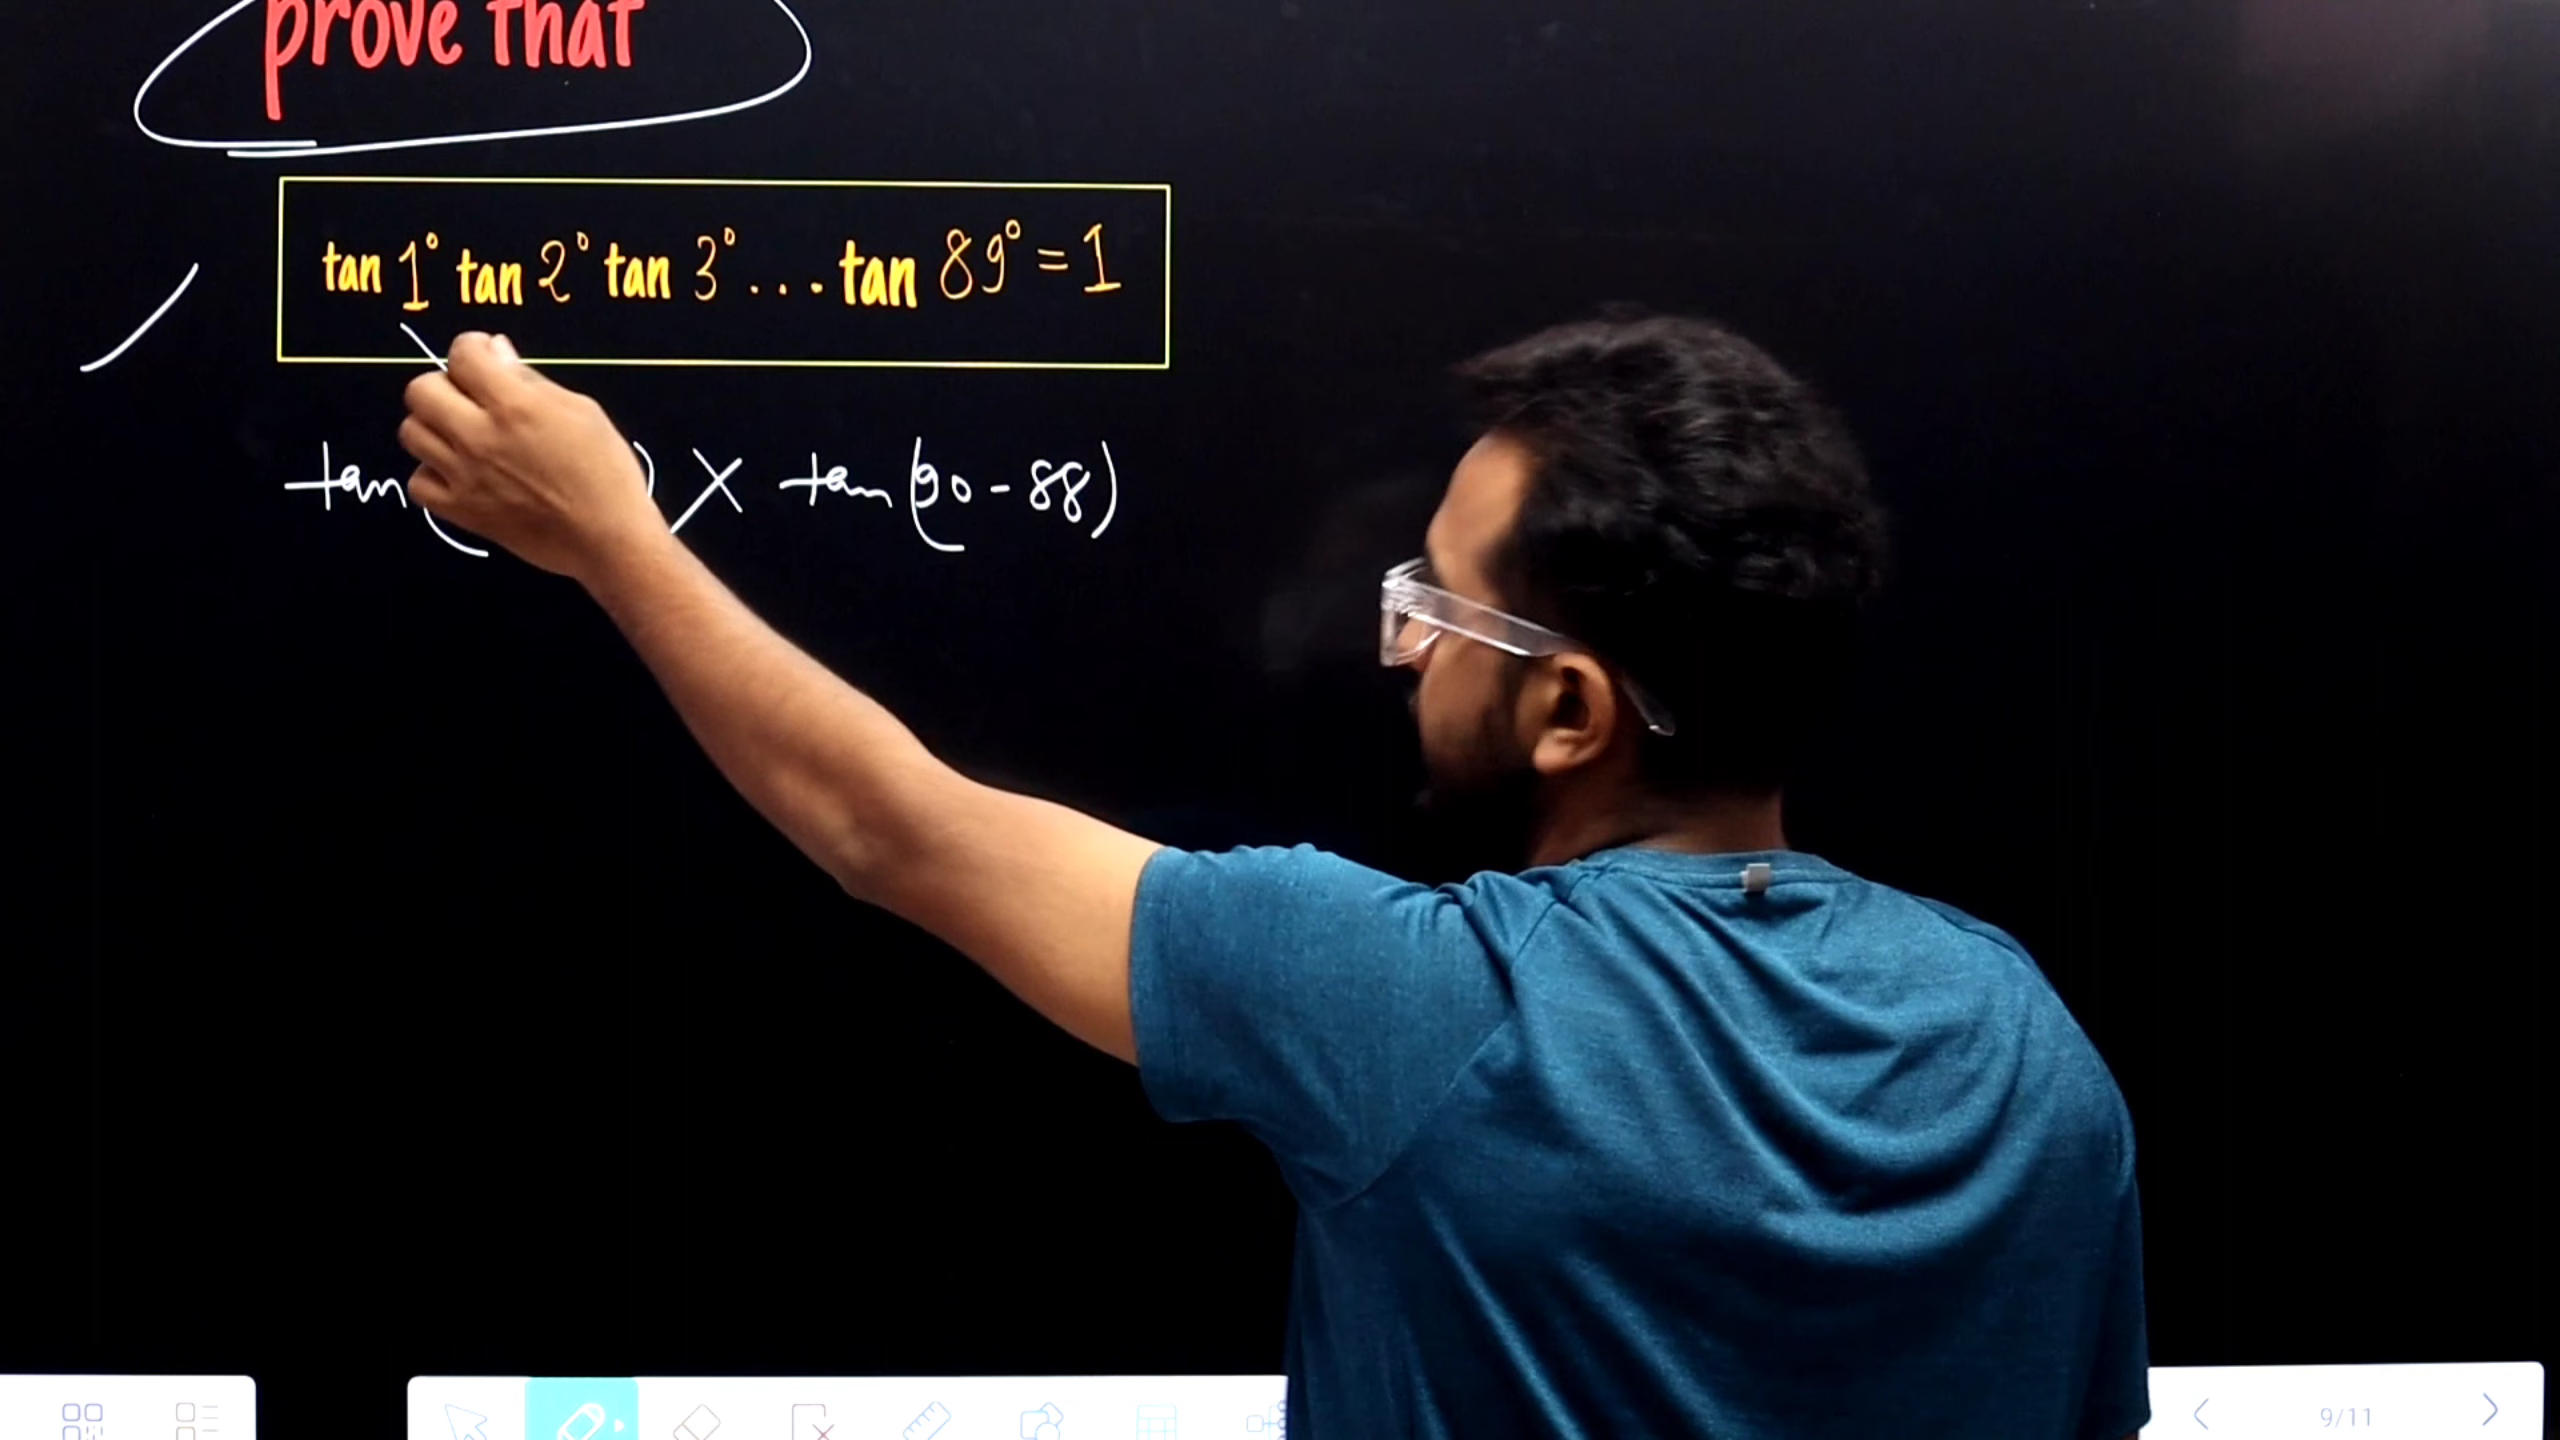 prove that
tan 1° tan 2° tan 3° ... tan 89° = 1
tan( ) × tan(90-88)
9/11